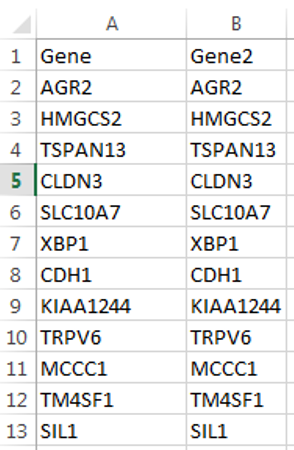 A B
1 Gene Gene2
2 AGR2 AGR2
3 HMGCS2 HMGCS2
4 TSPAN13 TSPAN13
5 CLDN3 CLDN3
6 SLC10A7 SLC10A7
7 XBP1 XBP1
8 CDH1 CDH1
9 KIAA1244 KIAA1244
10 TRPV6 TRPV6
11 MCCC1 MCCC1
12 TM4SF1 TM4SF1
13 SIL1 SIL1